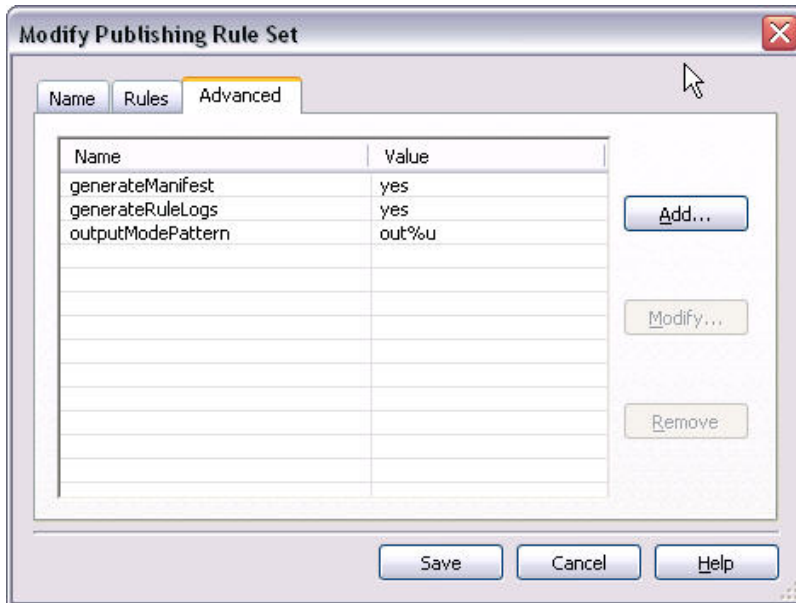 Modify Publishing Rule Set
Name Rules Advanced
Name Value
generateManifest yes
generateRuleLogs yes
outputModePattern out%u
Add...
Modify...
Remove
Save Cancel Help